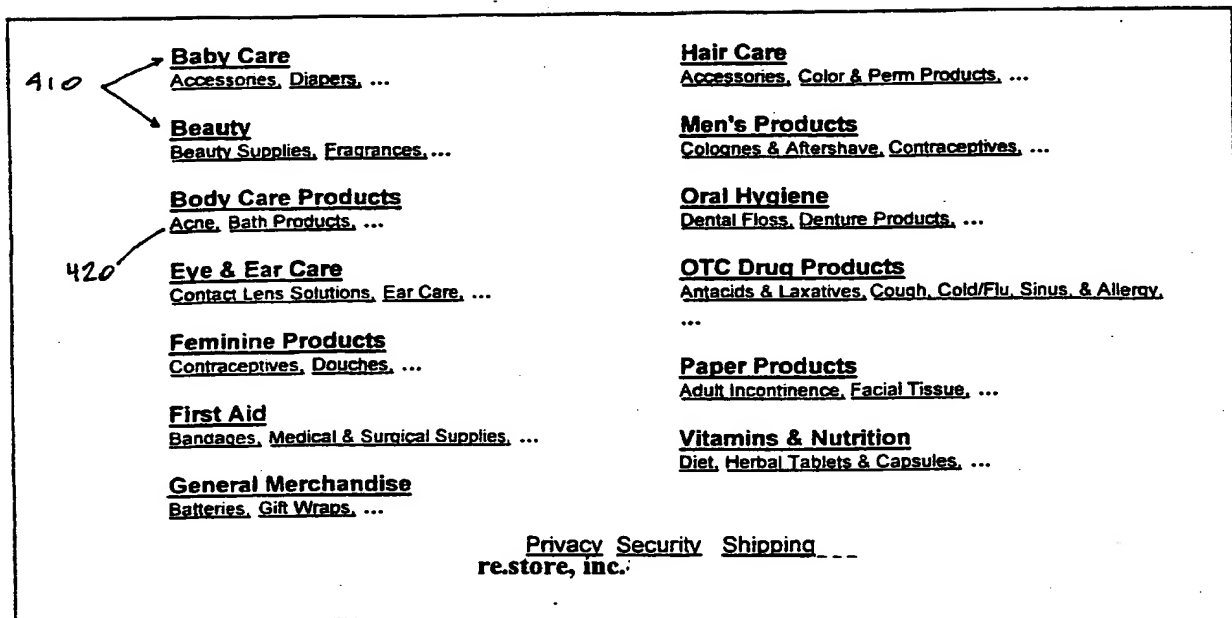 410
Baby Care
Accessories, Diapers, ...
Beauty
Beauty Supplies, Fragrances, ...
Body Care Products
Acne, Bath Products, ...
420
Eye & Ear Care
Contact Lens Solutions, Ear Care, ...
Feminine Products
Contraceptives, Douches, ...
First Aid
Bandages, Medical & Surgical Supplies, ...
General Merchandise
Batteries, Gift Wraps, ...
Hair Care
Accessories, Color & Perm Products, ...
Men's Products
Colognes & Aftershave, Contraceptives, ...
Oral Hygiene
Dental Floss, Denture Products, ...
OTC Drug Products
Antacids & Laxatives, Cough, Cold/Flu, Sinus, & Allergy,
...
Paper Products
Adult Incontinence, Facial Tissue, ...
Vitamins & Nutrition
Diet, Herbal Tablets & Capsules, ...
Privacy Security Shipping
re.store, inc.